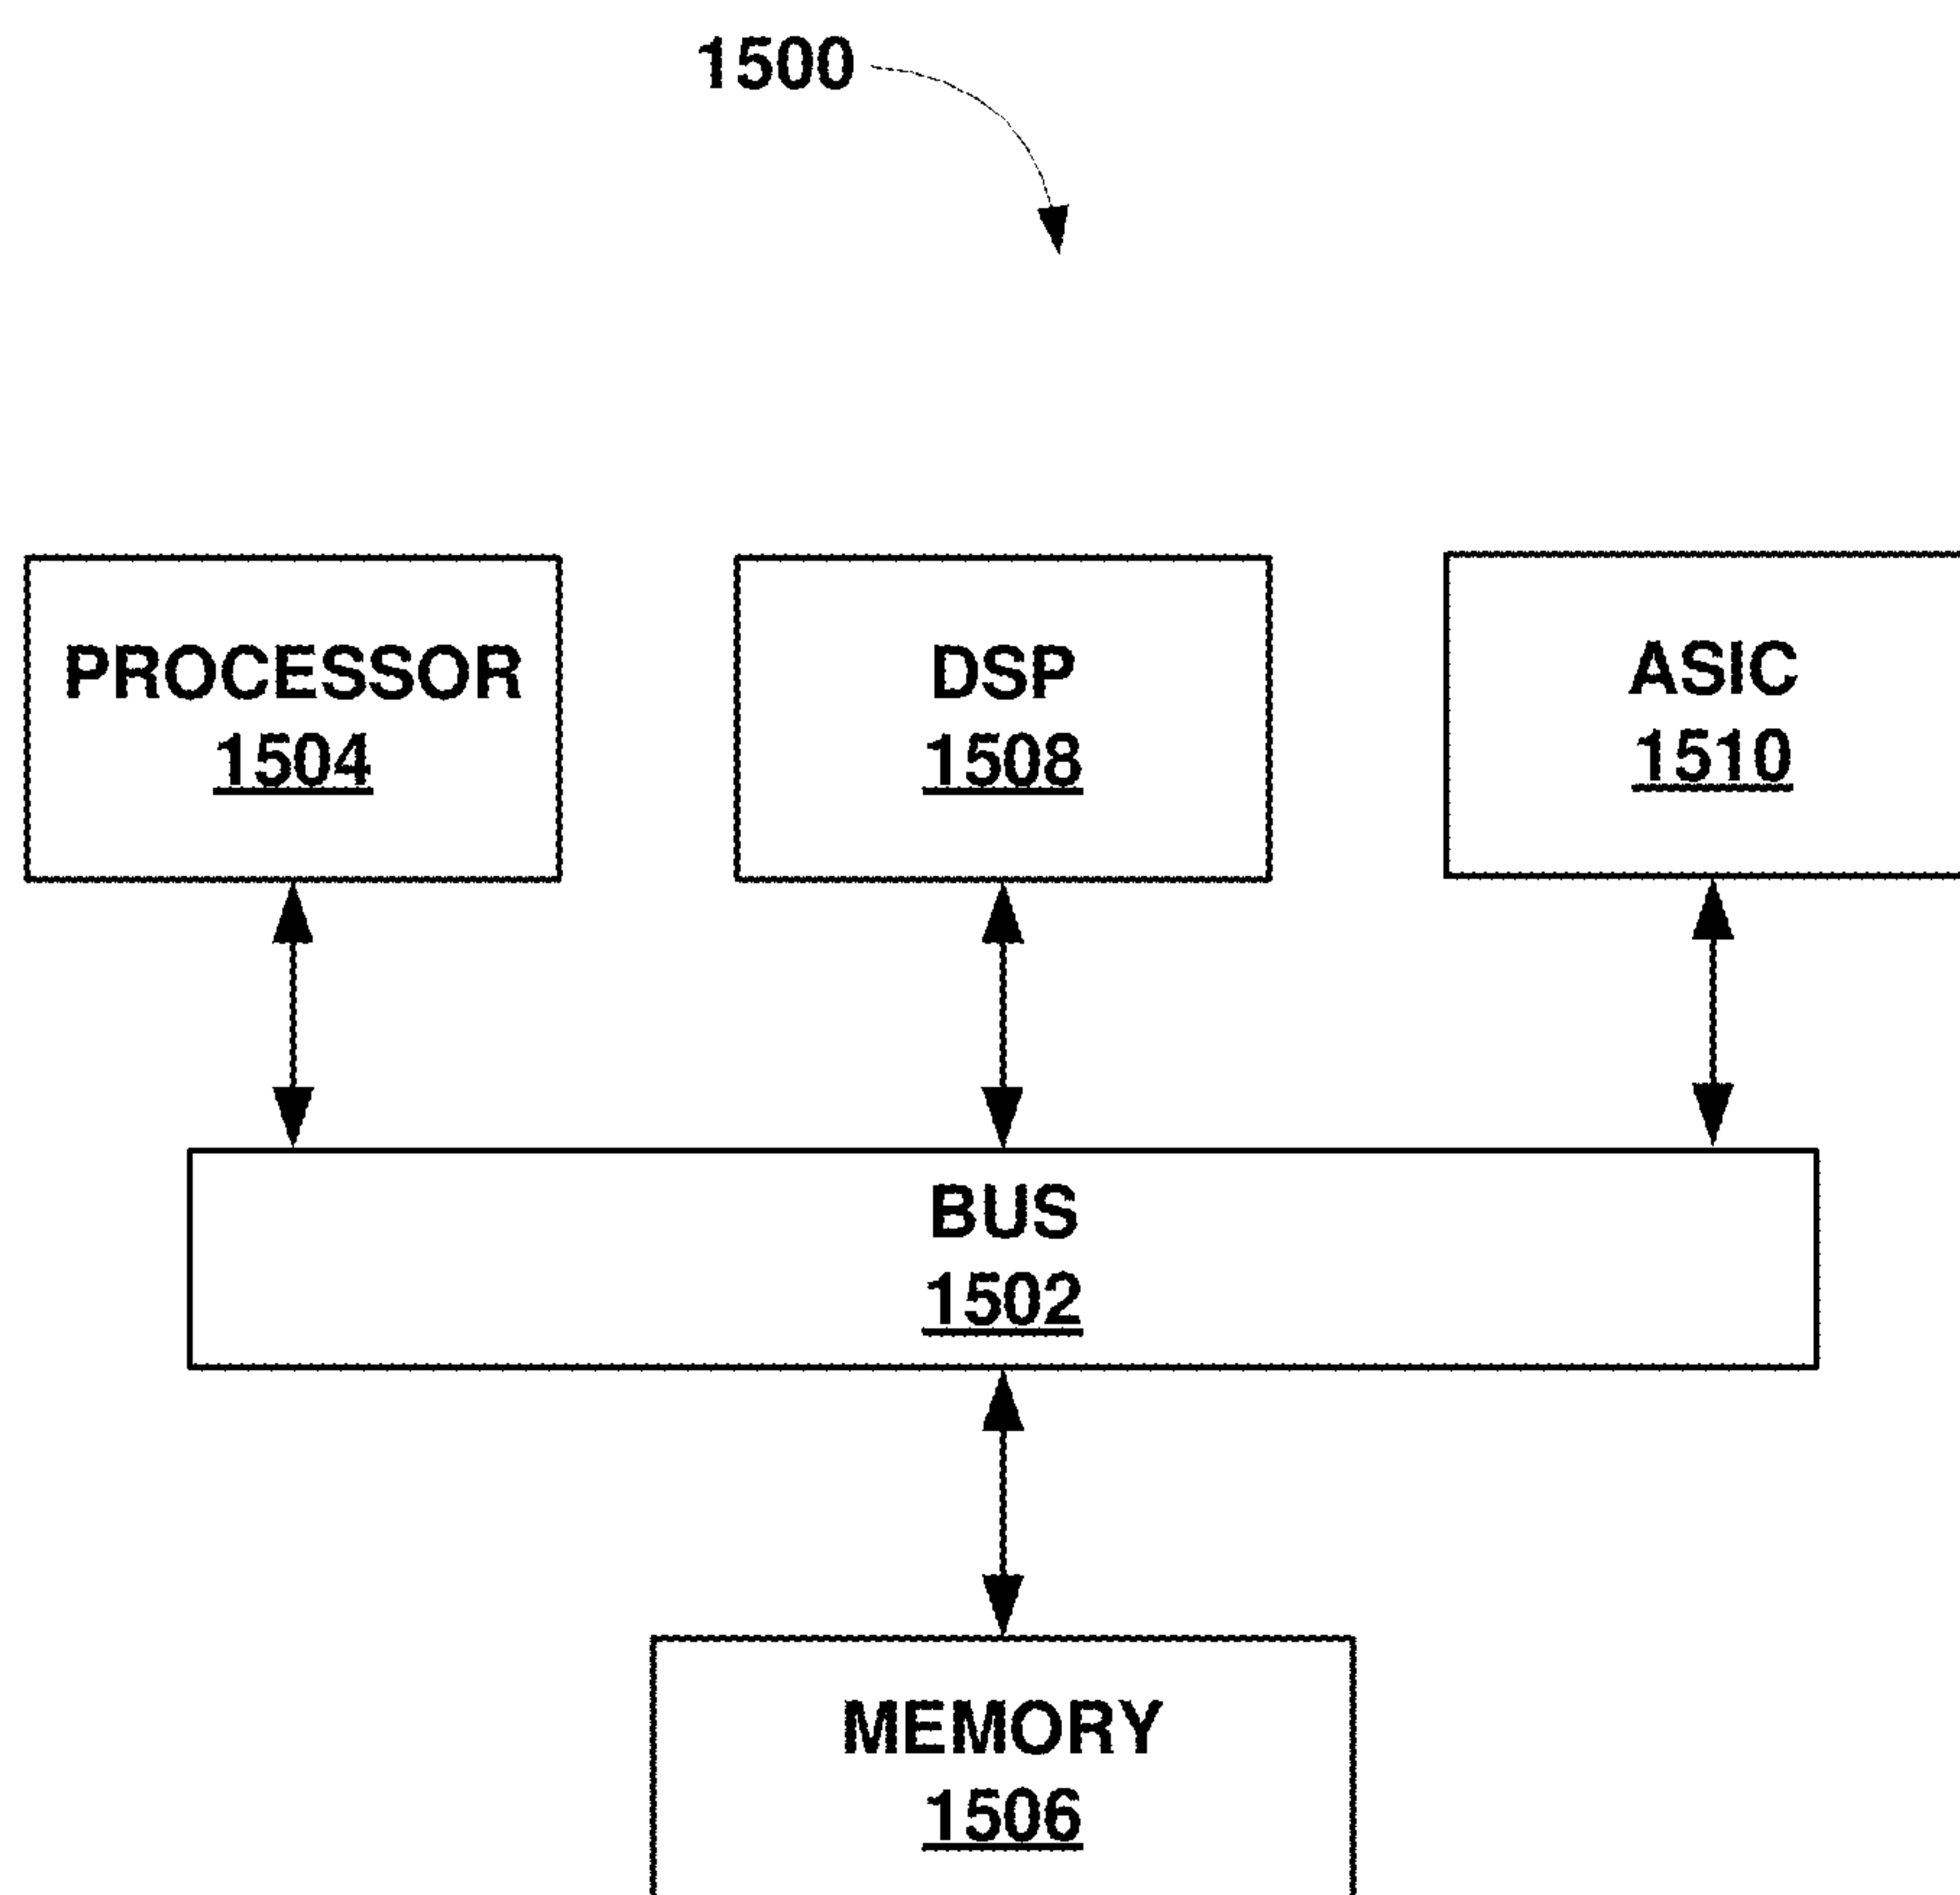 1500
PROCESSOR
1504
DSP
1508
ASIC
1510
BUS
1502
MEMORY
1506